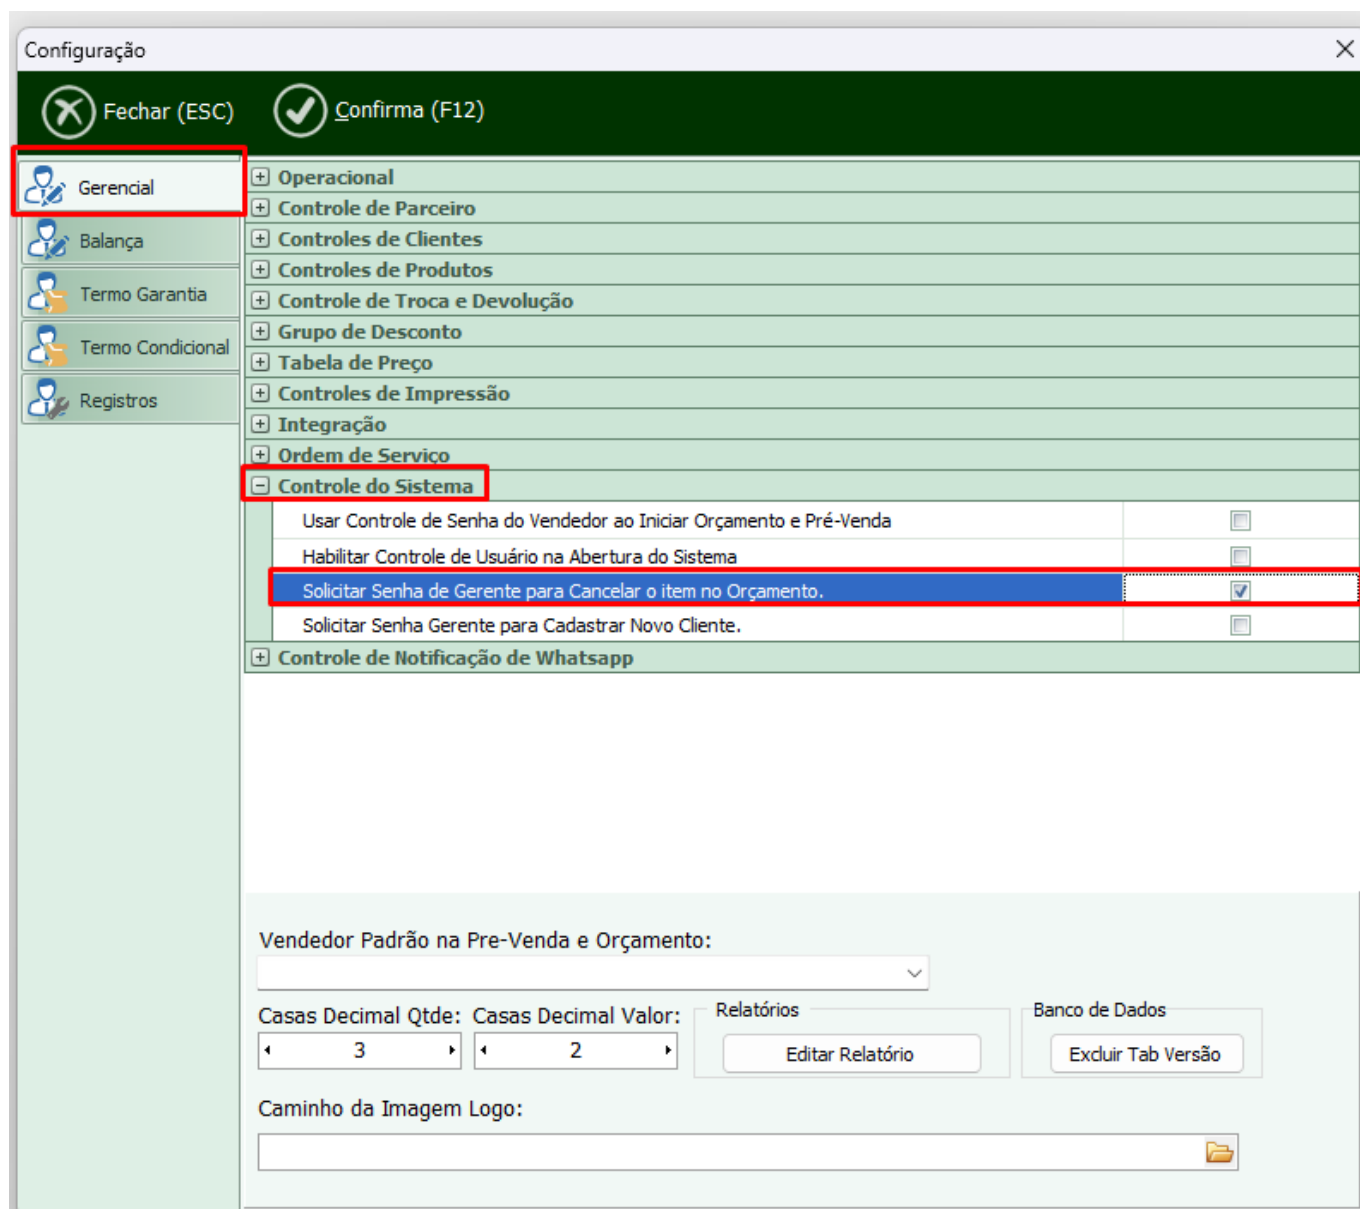 Configuração
Fechar (ESC)
Confirma (F12)
Gerencial
Balança
Termo Garantia
Termo Condicional
Registros
Operacional
Controle de Parceiro
Controles de Clientes
Controles de Produtos
Controle de Troca e Devolução
Grupo de Desconto
Tabela de Preço
Controles de Impressão
Integração
Ordem de Serviço
Controle do Sistema
Usar Controle de Senha do Vendedor ao Iniciar Orçamento e Pré-Venda
Habilitar Controle de Usuário na Abertura do Sistema
Solicitar Senha de Gerente para Cancelar o item no Orçamento.
Solicitar Senha Gerente para Cadastrar Novo Cliente.
Controle de Notificação de Whatsapp
Vendedor Padrão na Pre-Venda e Orçamento:
Casas Decimal Qtde: Casas Decimal Valor:
3 2
Relatórios
Editar Relatório
Banco de Dados
Excluir Tab Versão
Caminho da Imagem Logo: